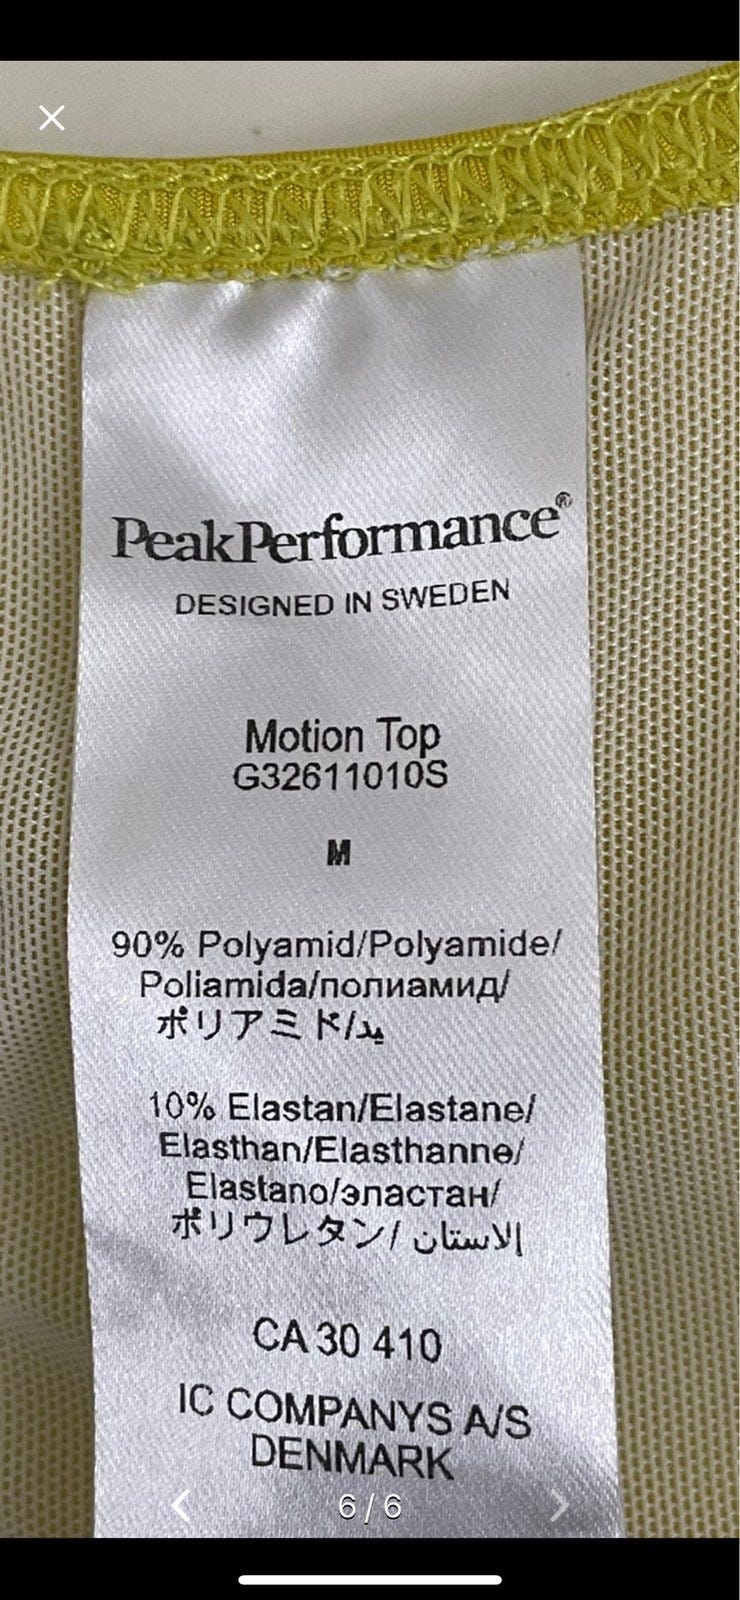 PeakPerformance®
DESIGNED IN SWEDEN
Motion Top
G32611010S
M
90% Polyamid/Polyamide/
Poliamida/полиамид/
ポリアミド/يد
10% Elastan/Elastane/
Elasthan/Elasthanne/
Elastano/эластан/
ポリウレタン/ الاستان
CA 30 410
IC COMPANYS A/S
DENMARK
6 / 6